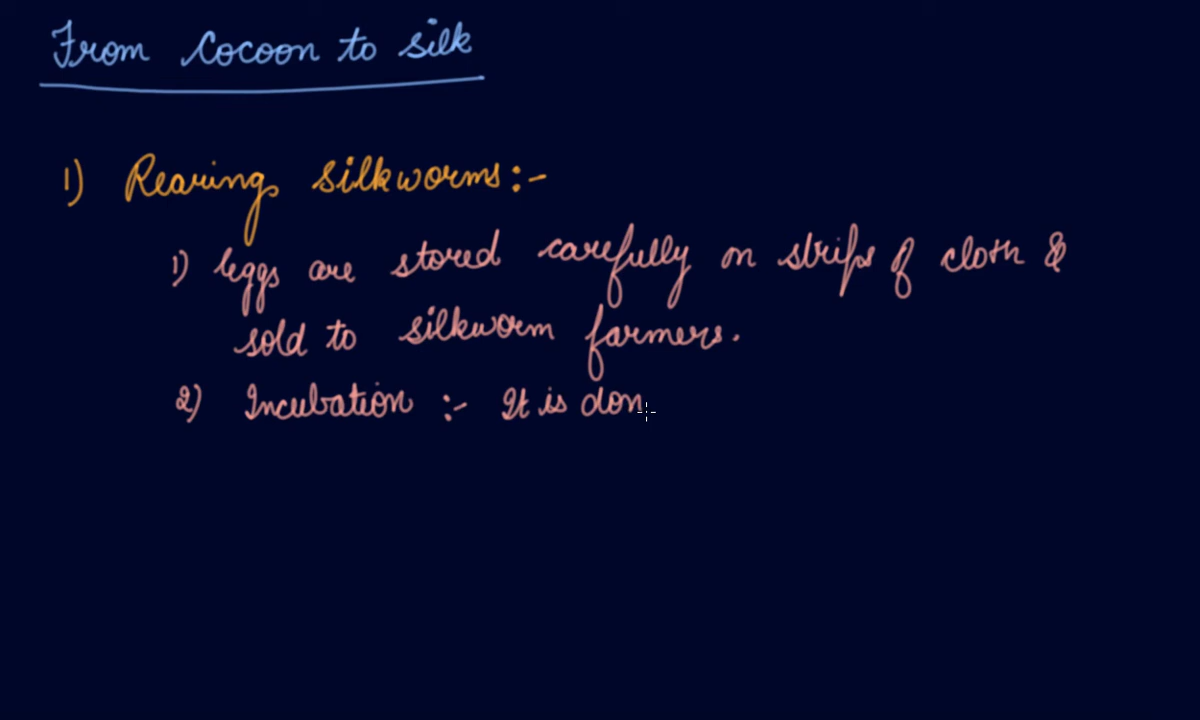 From Cocoon to silk
1) Rearing silkworms:-
1) Eggs are stored carefully on strips of cloth &
sold to silkworm farmers.
2) Incubation :- It is don